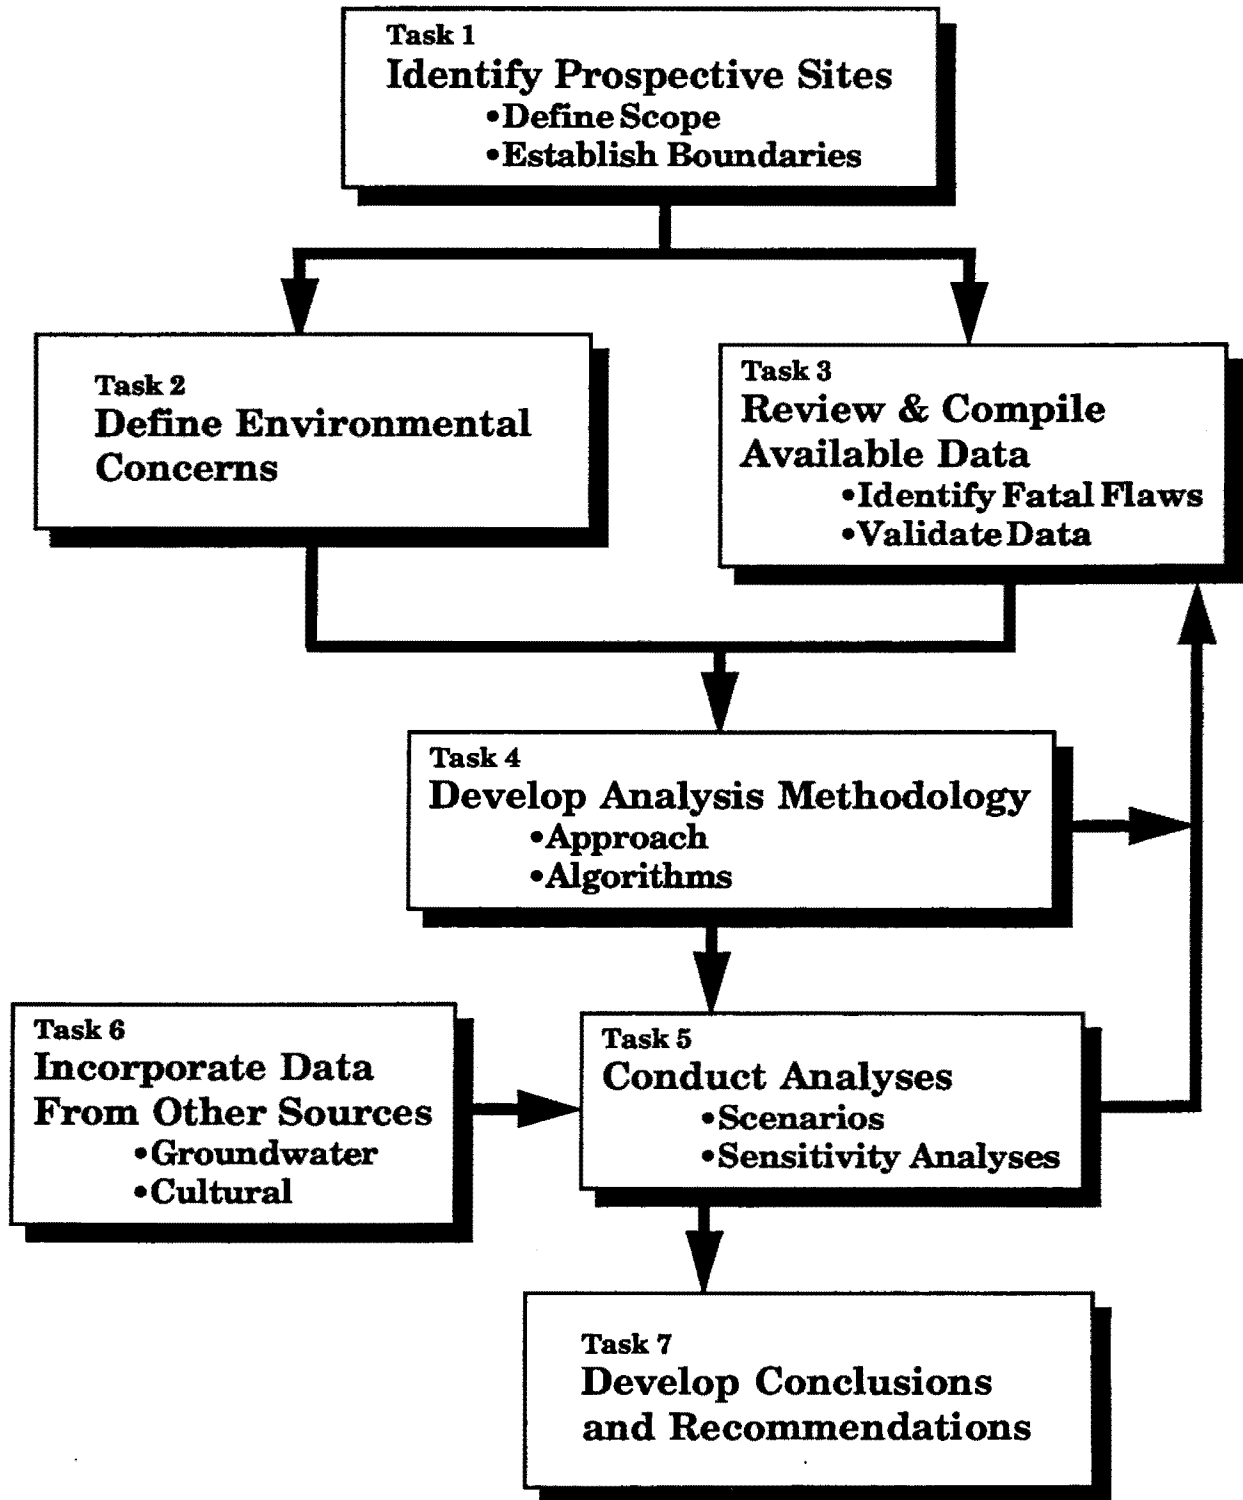 Task 1
Identify Prospective Sites
•Define Scope
•Establish Boundaries
Task 2
Define Environmental
Concerns
Task 3
Review & Compile
Available Data
•Identify Fatal Flaws
•Validate Data
Task 4
Develop Analysis Methodology
•Approach
•Algorithms
Task 6
Incorporate Data
From Other Sources
•Groundwater
•Cultural
Task 5
Conduct Analyses
•Scenarios
•Sensitivity Analyses
Task 7
Develop Conclusions
and Recommendations